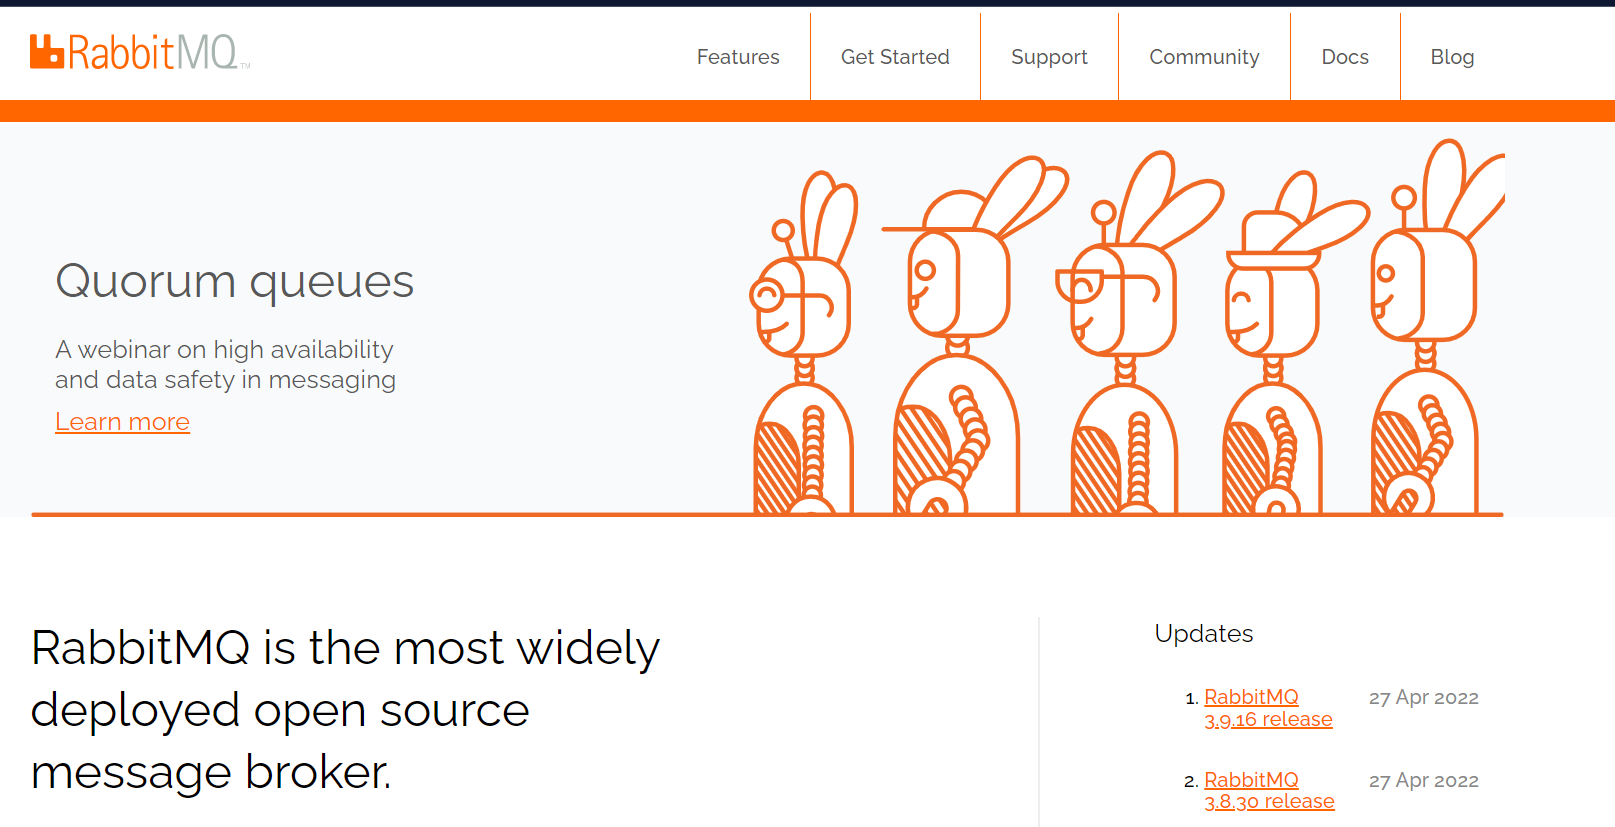 RabbitMQ™
Features
Get Started
Support
Community
Docs
Blog
Quorum queues
A webinar on high availability
and data safety in messaging
Learn more
RabbitMQ is the most widely
deployed open source
message broker.
Updates
1. RabbitMQ 27 Apr 2022
3.9.16 release
2. RabbitMQ 27 Apr 2022
3.8.30 release